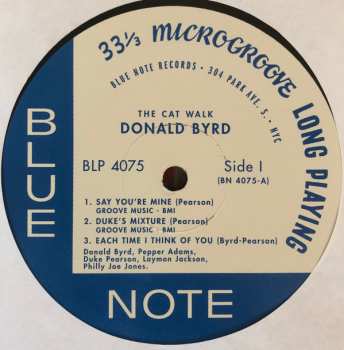 33⅓ MICROGROOVE LONG PLAYING
BLUE NOTE RECORDS • 304 PARK AVE. S. • NYC
THE CAT WALK
DONALD BYRD
BLP 4075
Side I
(BN 4075-A)
1. SAY YOU'RE MINE (Pearson)
GROOVE MUSIC - BMI
2. DUKE'S MIXTURE (Pearson)
GROOVE MUSIC - BMI
3. EACH TIME I THINK OF YOU (Byrd-Pearson)
Donald Byrd, Pepper Adams,
Duke Pearson, Laymon Jackson,
Philly Joe Jones.
BLUE
NOTE